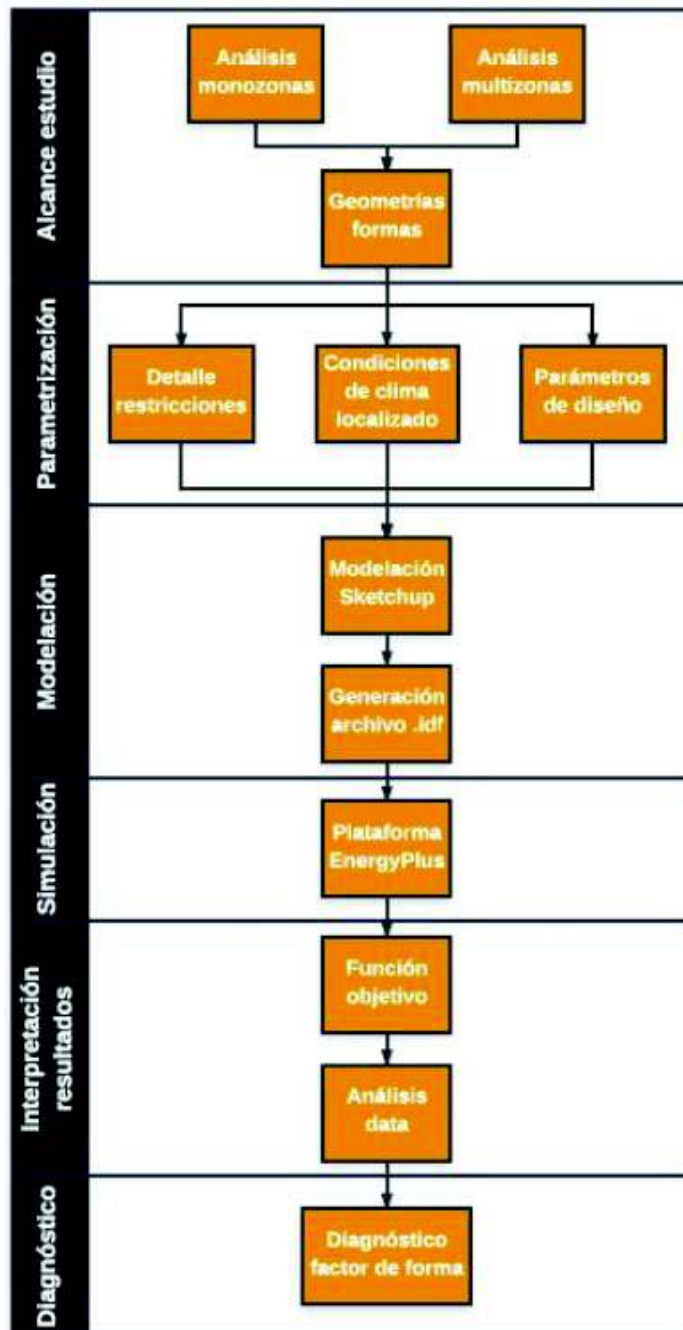 Alcance estudio
Análisis
monozonas
Análisis
multizonas
Geometrías
formas
Parametrización
Detalle
restricciones
Condiciones
de clima
localizado
Parámetros
de diseño
Modelación
Modelación
Sketchup
Generación
archivo .idf
Simulación
Plataforma
EnergyPlus
Interpretación
resultados
Función
objetivo
Análisis
data
Diagnóstico
Diagnóstico
factor de forma